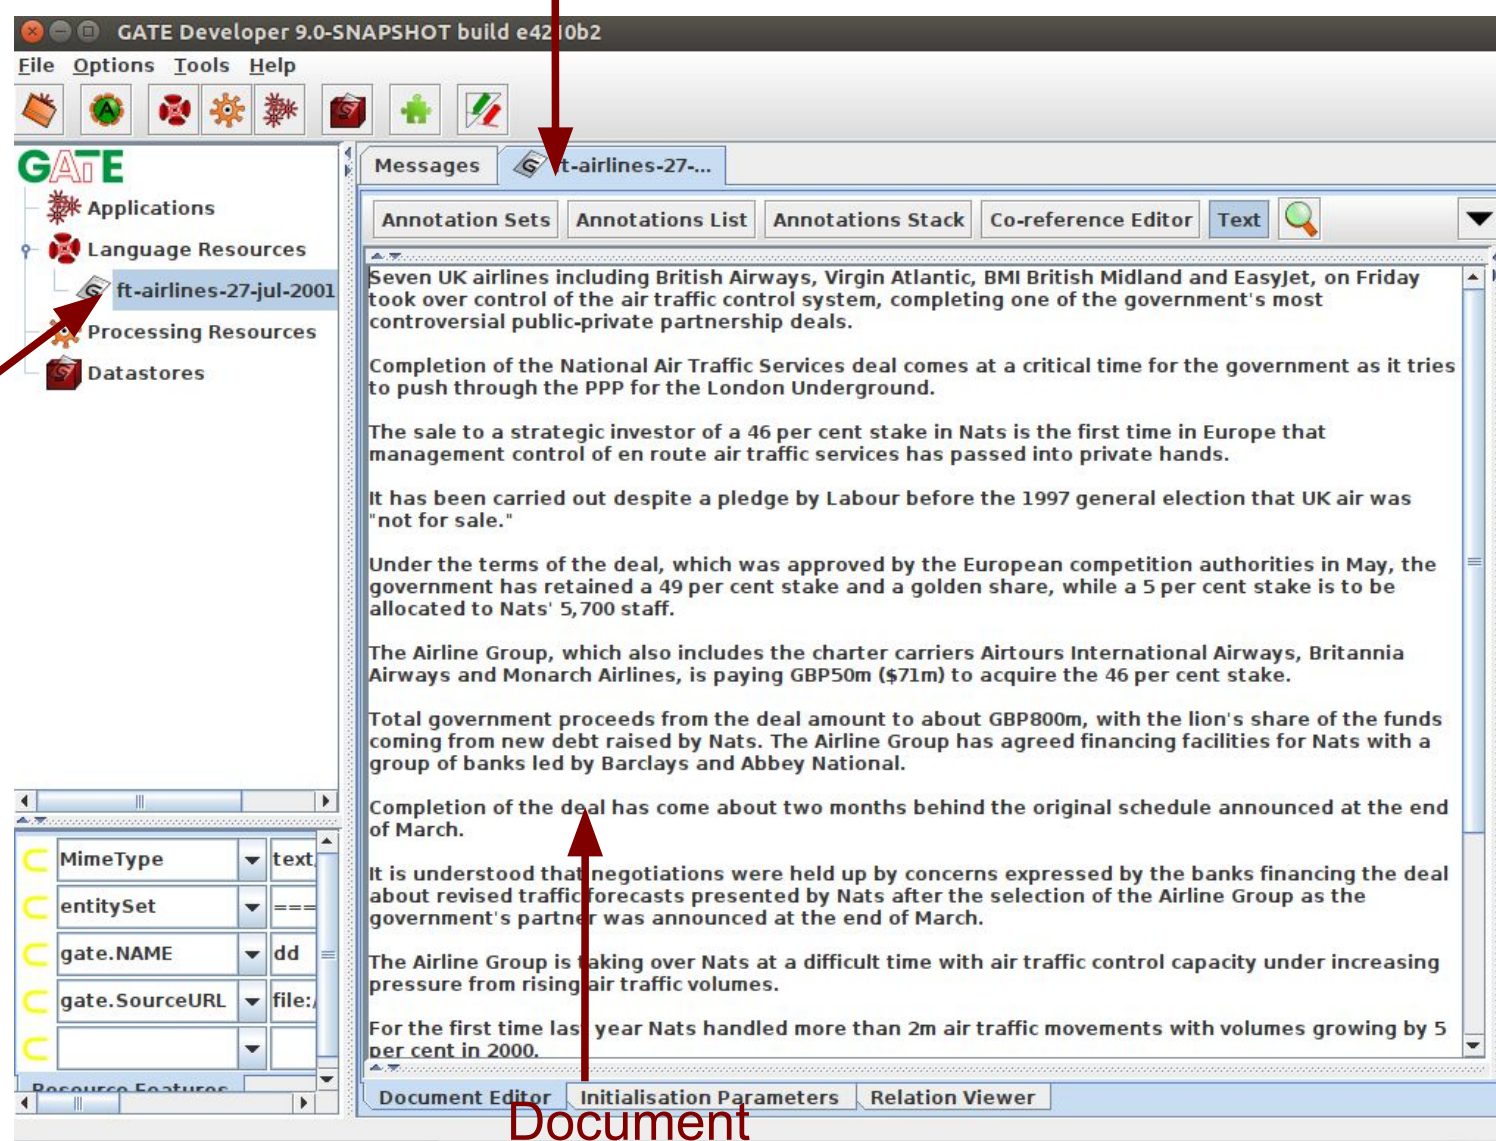 GATE Developer 9.0-SNAPSHOT build e4210b2
File Options Tools Help
GATE
Applications
Language Resources
ft-airlines-27-jul-2001
Processing Resources
Datastores
MimeType text/
entitySet ===
gate.NAME dd
gate.SourceURL file:/
Resource Features
Messages ft-airlines-27-...
Annotation Sets Annotations List Annotations Stack Co-reference Editor Text
Seven UK airlines including British Airways, Virgin Atlantic, BMI British Midland and EasyJet, on Friday
took over control of the air traffic control system, completing one of the government's most
controversial public-private partnership deals.
Completion of the National Air Traffic Services deal comes at a critical time for the government as it tries
to push through the PPP for the London Underground.
The sale to a strategic investor of a 46 per cent stake in Nats is the first time in Europe that
management control of en route air traffic services has passed into private hands.
It has been carried out despite a pledge by Labour before the 1997 general election that UK air was
"not for sale."
Under the terms of the deal, which was approved by the European competition authorities in May, the
government has retained a 49 per cent stake and a golden share, while a 5 per cent stake is to be
allocated to Nats' 5,700 staff.
The Airline Group, which also includes the charter carriers Airtours International Airways, Britannia
Airways and Monarch Airlines, is paying GBP50m ($71m) to acquire the 46 per cent stake.
Total government proceeds from the deal amount to about GBP800m, with the lion's share of the funds
coming from new debt raised by Nats. The Airline Group has agreed financing facilities for Nats with a
group of banks led by Barclays and Abbey National.
Completion of the deal has come about two months behind the original schedule announced at the end
of March.
It is understood that negotiations were held up by concerns expressed by the banks financing the deal
about revised traffic forecasts presented by Nats after the selection of the Airline Group as the
government's partner was announced at the end of March.
The Airline Group is taking over Nats at a difficult time with air traffic control capacity under increasing
pressure from rising air traffic volumes.
For the first time last year Nats handled more than 2m air traffic movements with volumes growing by 5
per cent in 2000.
Document Editor Initialisation Parameters Relation Viewer
Document